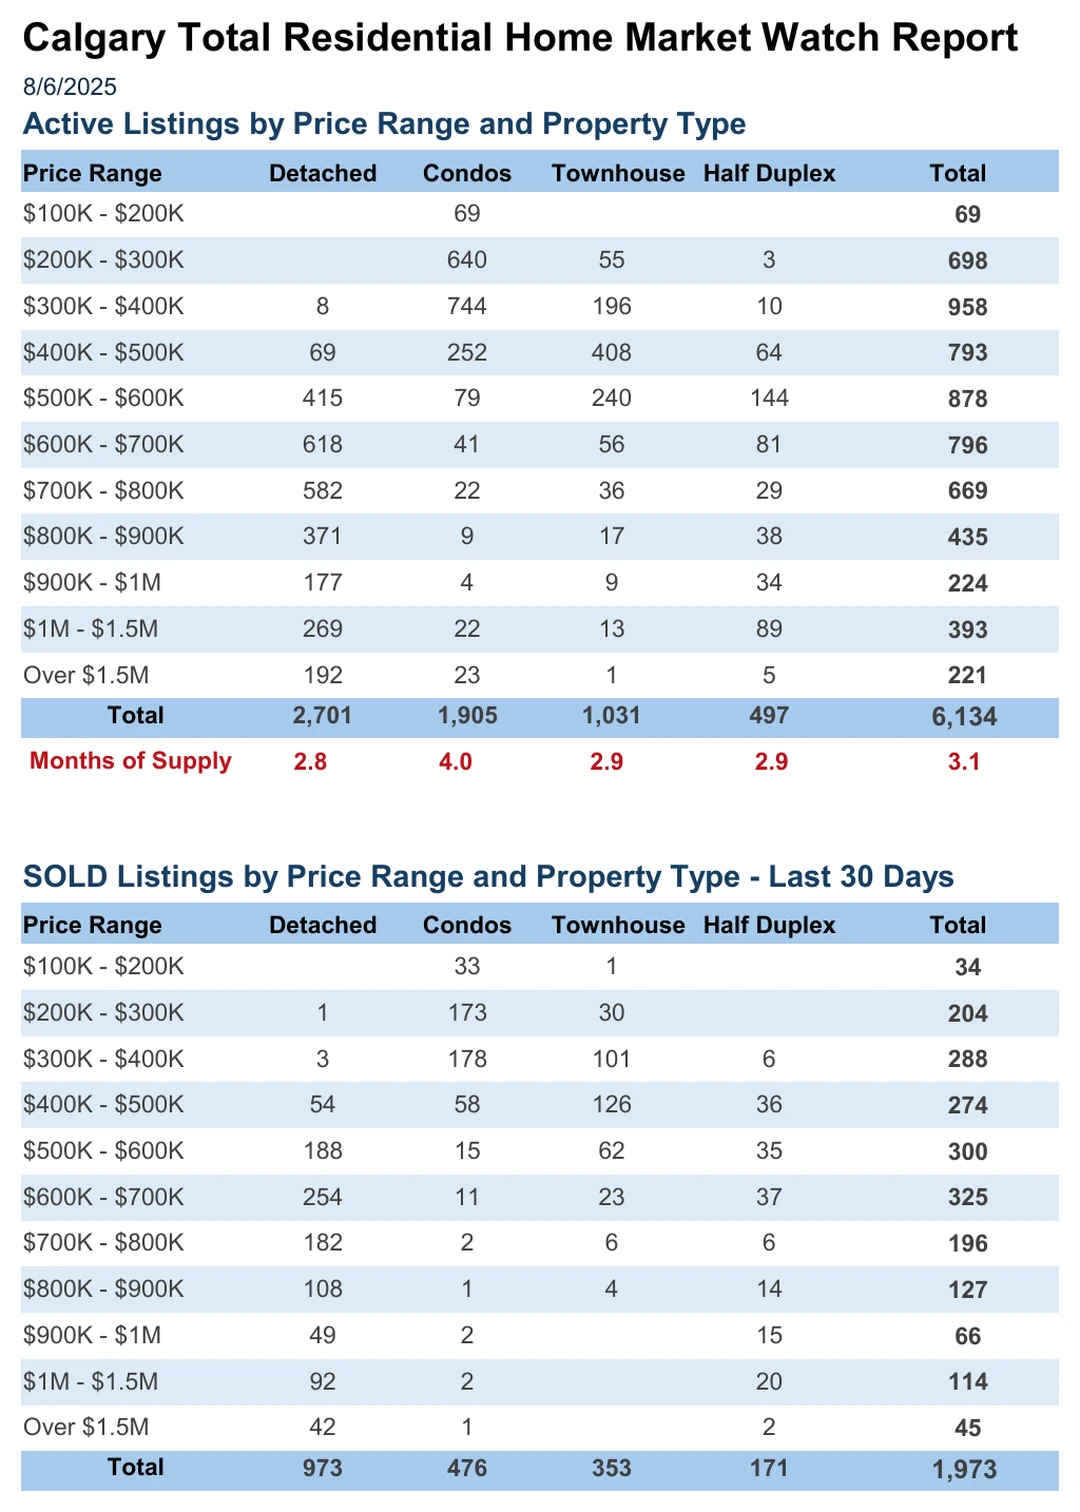 Calgary Total Residential Home Market Watch Report
8/6/2025
Active Listings by Price Range and Property Type
Price Range Detached Condos Townhouse Half Duplex Total
$100K - $200K 69 69
$200K - $300K 640 55 3 698
$300K - $400K 8 744 196 10 958
$400K - $500K 69 252 408 64 793
$500K - $600K 415 79 240 144 878
$600K - $700K 618 41 56 81 796
$700K - $800K 582 22 36 29 669
$800K - $900K 371 9 17 38 435
$900K - $1M 177 4 9 34 224
$1M - $1.5M 269 22 13 89 393
Over $1.5M 192 23 1 5 221
Total 2,701 1,905 1,031 497 6,134
Months of Supply 2.8 4.0 2.9 2.9 3.1
SOLD Listings by Price Range and Property Type - Last 30 Days
Price Range Detached Condos Townhouse Half Duplex Total
$100K - $200K 33 1 34
$200K - $300K 1 173 30 204
$300K - $400K 3 178 101 6 288
$400K - $500K 54 58 126 36 274
$500K - $600K 188 15 62 35 300
$600K - $700K 254 11 23 37 325
$700K - $800K 182 2 6 6 196
$800K - $900K 108 1 4 14 127
$900K - $1M 49 2 15 66
$1M - $1.5M 92 2 20 114
Over $1.5M 42 1 2 45
Total 973 476 353 171 1,973